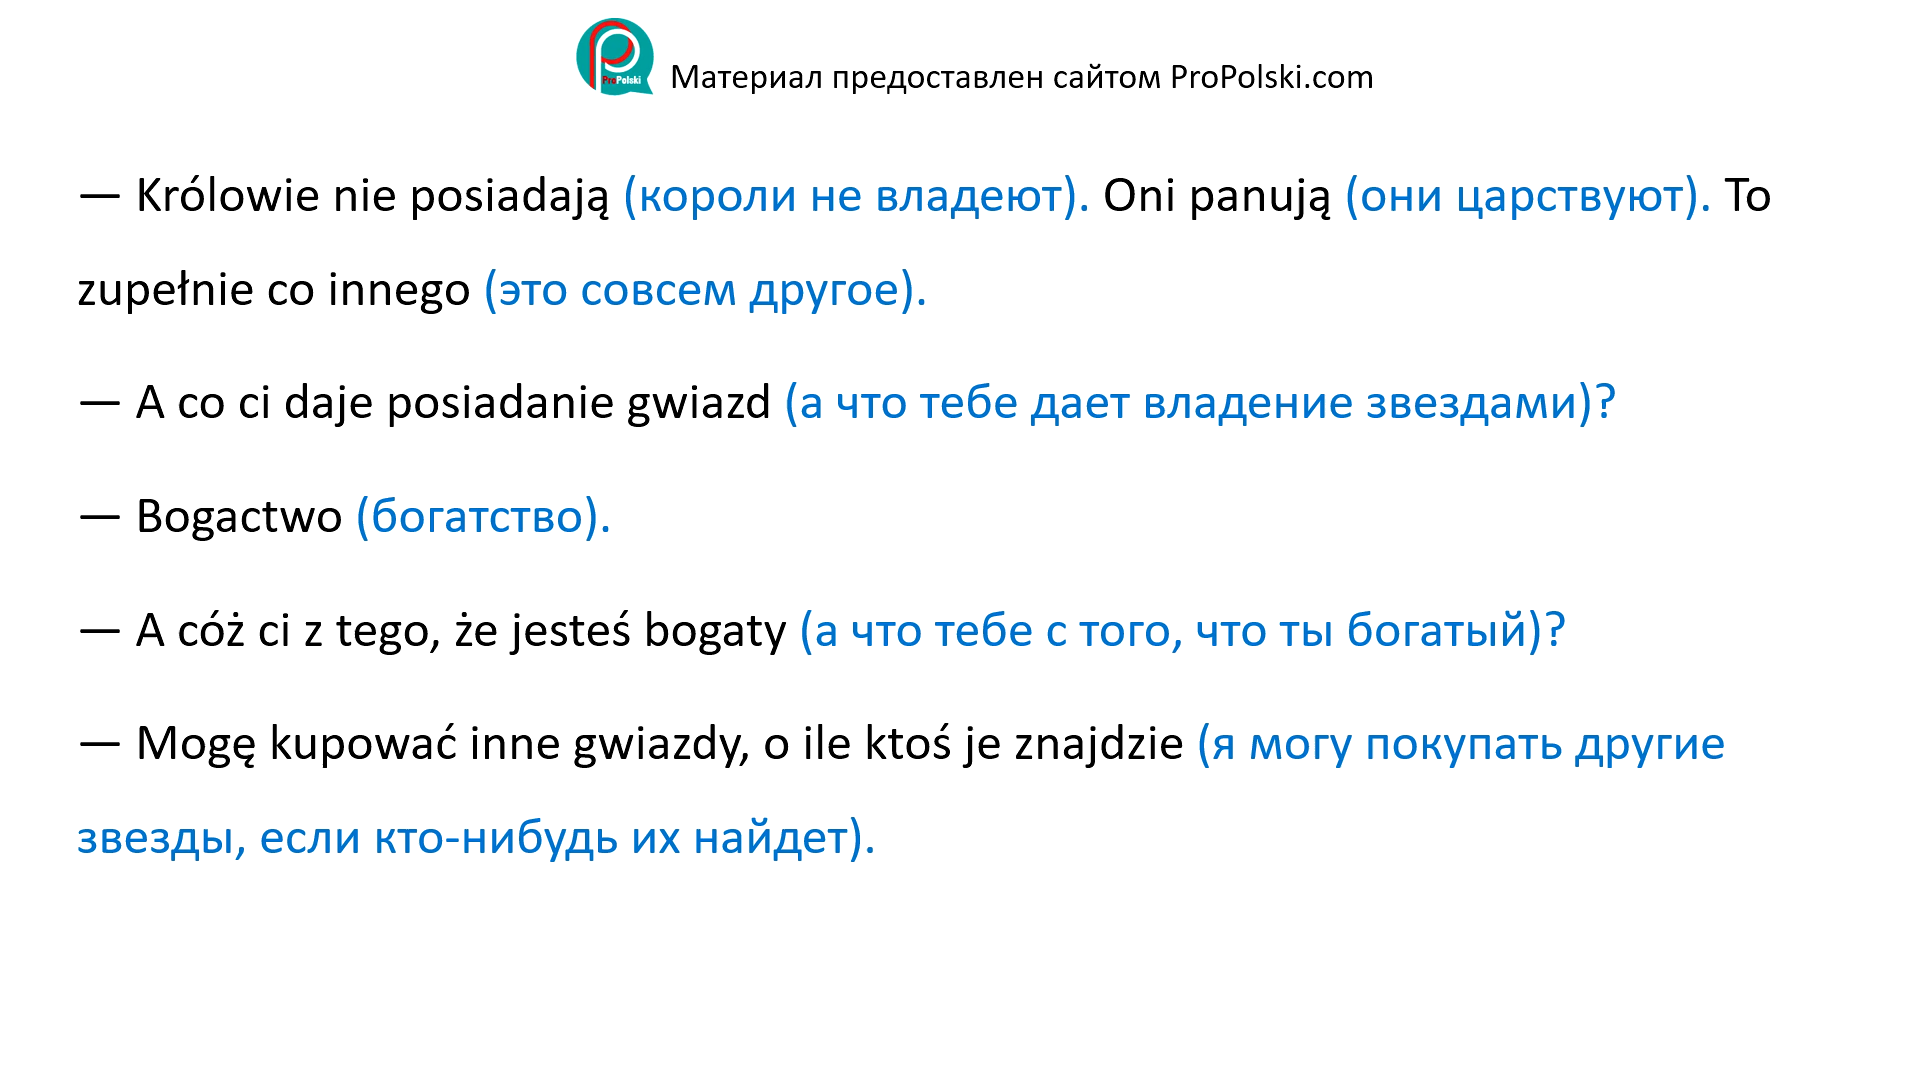 ProPolski
Материал предоставлен сайтом ProPolski.com
— Królowie nie posiadają (короли не владеют). Oni panują (они царствуют). To
zupełnie co innego (это совсем другое).
— A co ci daje posiadanie gwiazd (а что тебе дает владение звездами)?
— Bogactwo (богатство).
— A cóż ci z tego, że jesteś bogaty (а что тебе с того, что ты богатый)?
— Mogę kupować inne gwiazdy, o ile ktoś je znajdzie (я могу покупать другие
звезды, если кто-нибудь их найдет).